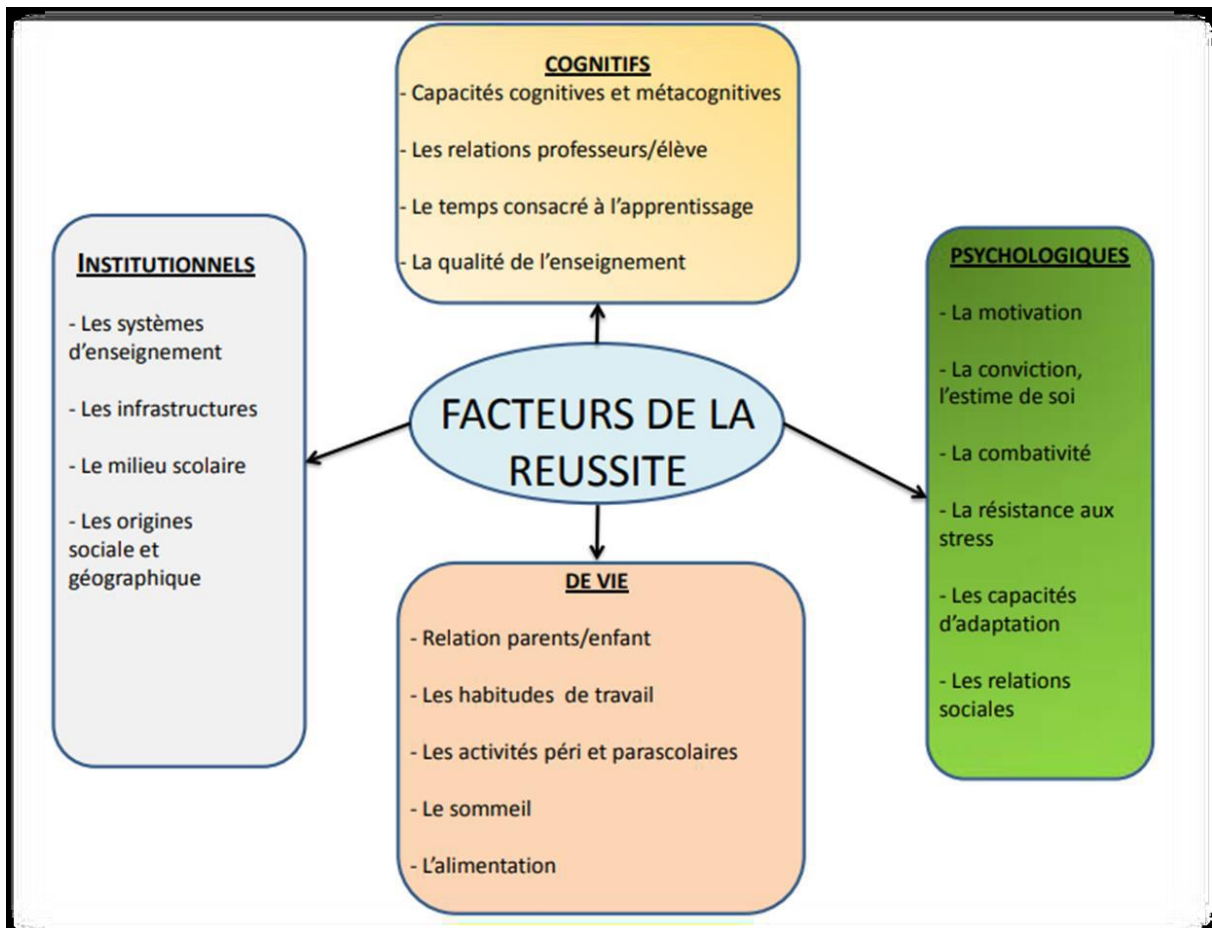 COGNITIFS
- Capacités cognitives et métacognitives
- Les relations professeurs/élève
- Le temps consacré à l'apprentissage
- La qualité de l'enseignement
INSTITUTIONNELS
- Les systèmes
d'enseignement
- Les infrastructures
- Le milieu scolaire
- Les origines
sociale et
géographique
FACTEURS DE LA
REUSSITE
PSYCHOLOGIQUES
- La motivation
- La conviction,
l'estime de soi
- La combativité
- La résistance aux
stress
- Les capacités
d'adaptation
- Les relations
sociales
DE VIE
- Relation parents/enfant
- Les habitudes de travail
- Les activités péri et parascolaires
- Le sommeil
- L'alimentation